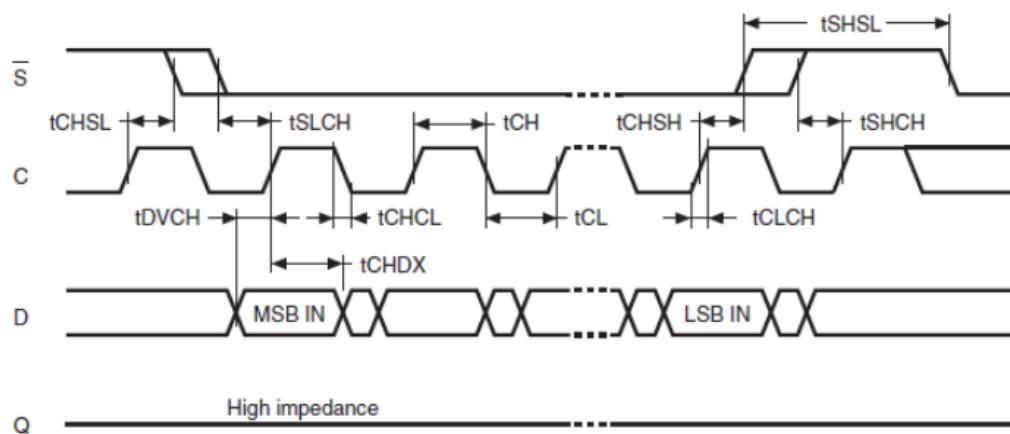 tSHSL
S
tCHSL
tSLCH
tCH
tCHSH
tSHCH
C
tDVCH
tCHCL
tCL
tCLCH
tCHDX
D
MSB IN
LSB IN
High impedance
Q